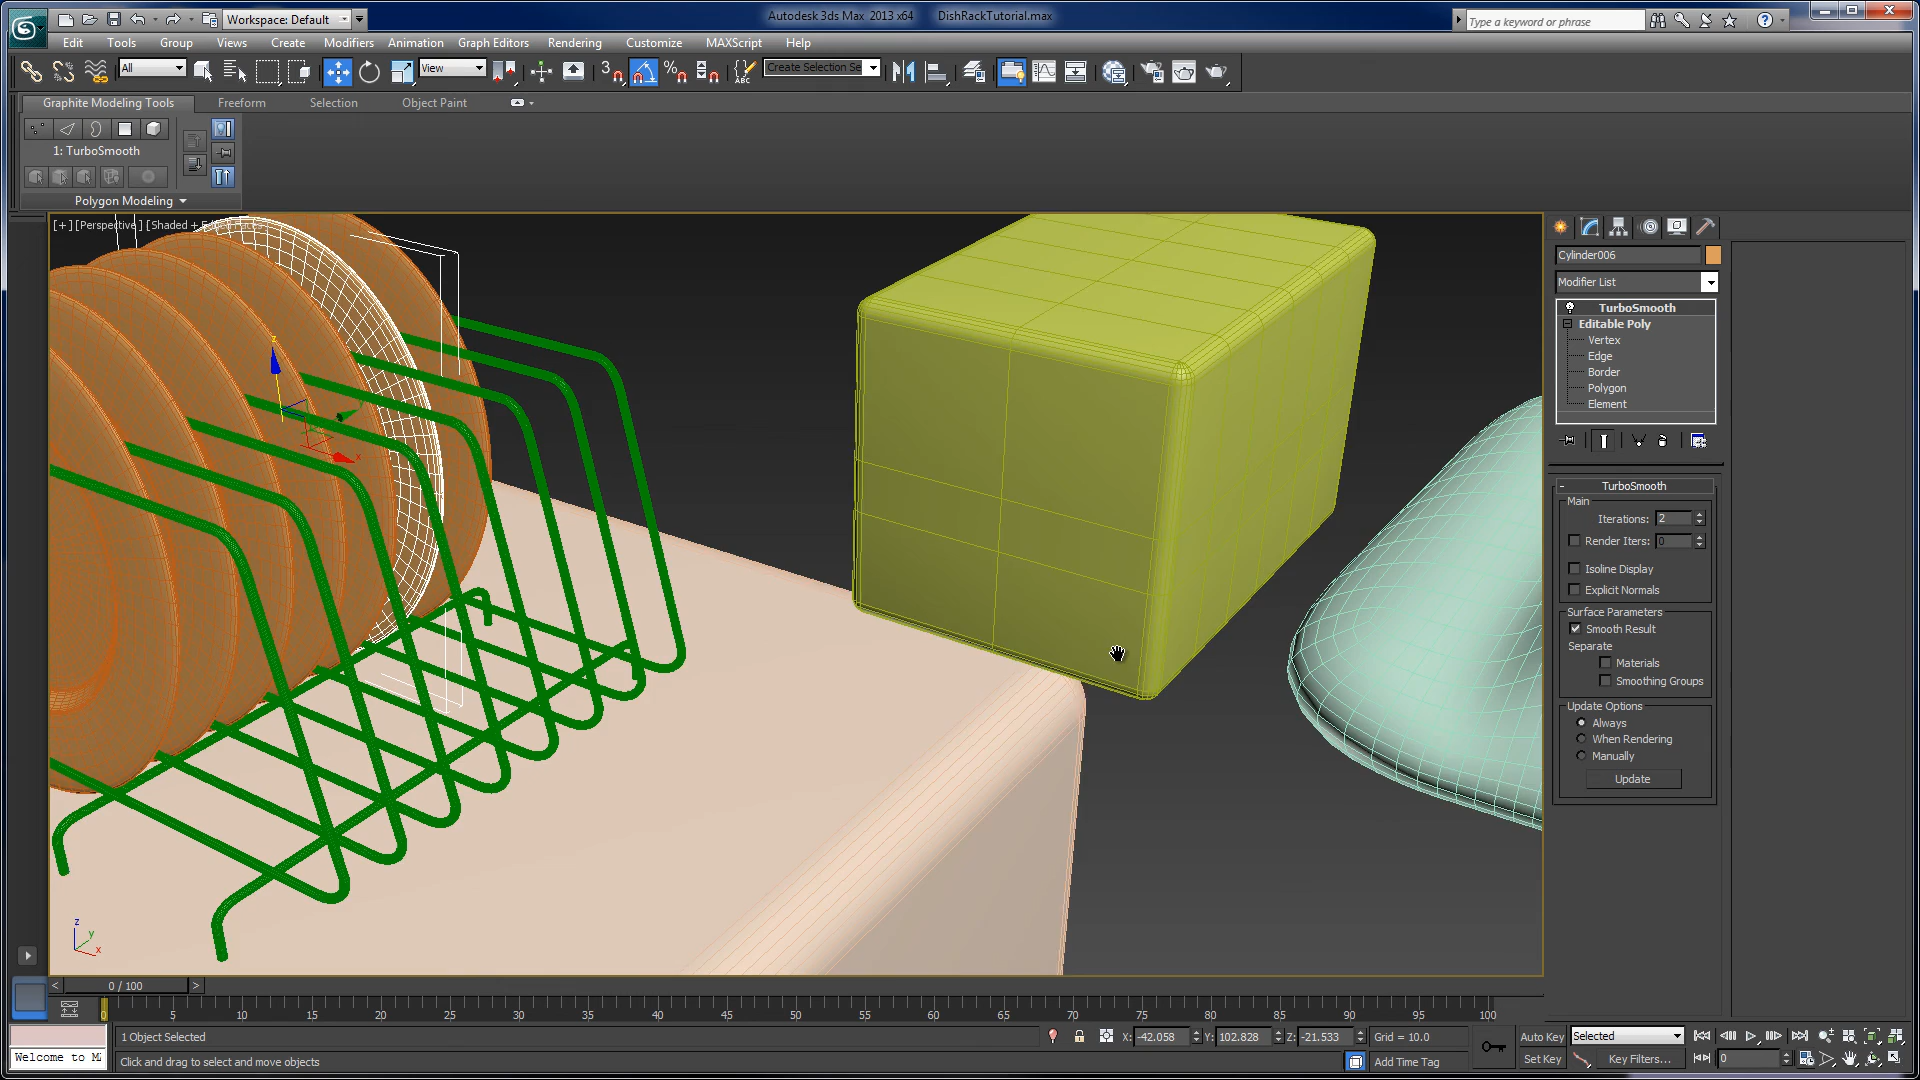 Workspace: Default
Autodesk 3ds Max 2013 x64 DishRackTutorial.max
Type a keyword or phrase
Edit Tools Group Views Create Modifiers Animation Graph Editors Rendering Customize MAXScript Help
All
View
3
ABC
Create Selection Se
Graphite Modeling Tools Freeform Selection Object Paint
1: TurboSmooth
Polygon Modeling
[+] [Perspective] [Shaded +
Cylinder006
Modifier List
TurboSmooth
Editable Poly
Vertex
Edge
Border
Polygon
Element
TurboSmooth
Main
Iterations: 2
Render Iters: 0
Isoline Display
Explicit Normals
Surface Parameters
Smooth Result
Separate
Materials
Smoothing Groups
Update Options
Always
When Rendering
Manually
Update
z
x
z
y
x
< 0 / 100 >
0 5 10 15 20 25 30 35 40 45 50 55 60 65 70 75 80 85 90 95 100
1 Object Selected
X: -42.058 Y: 102.828 Z: -21.533 Grid = 10.0
Auto Key Selected
Welcome to M
Click and drag to select and move objects
Add Time Tag
Set Key Key Filters... 0